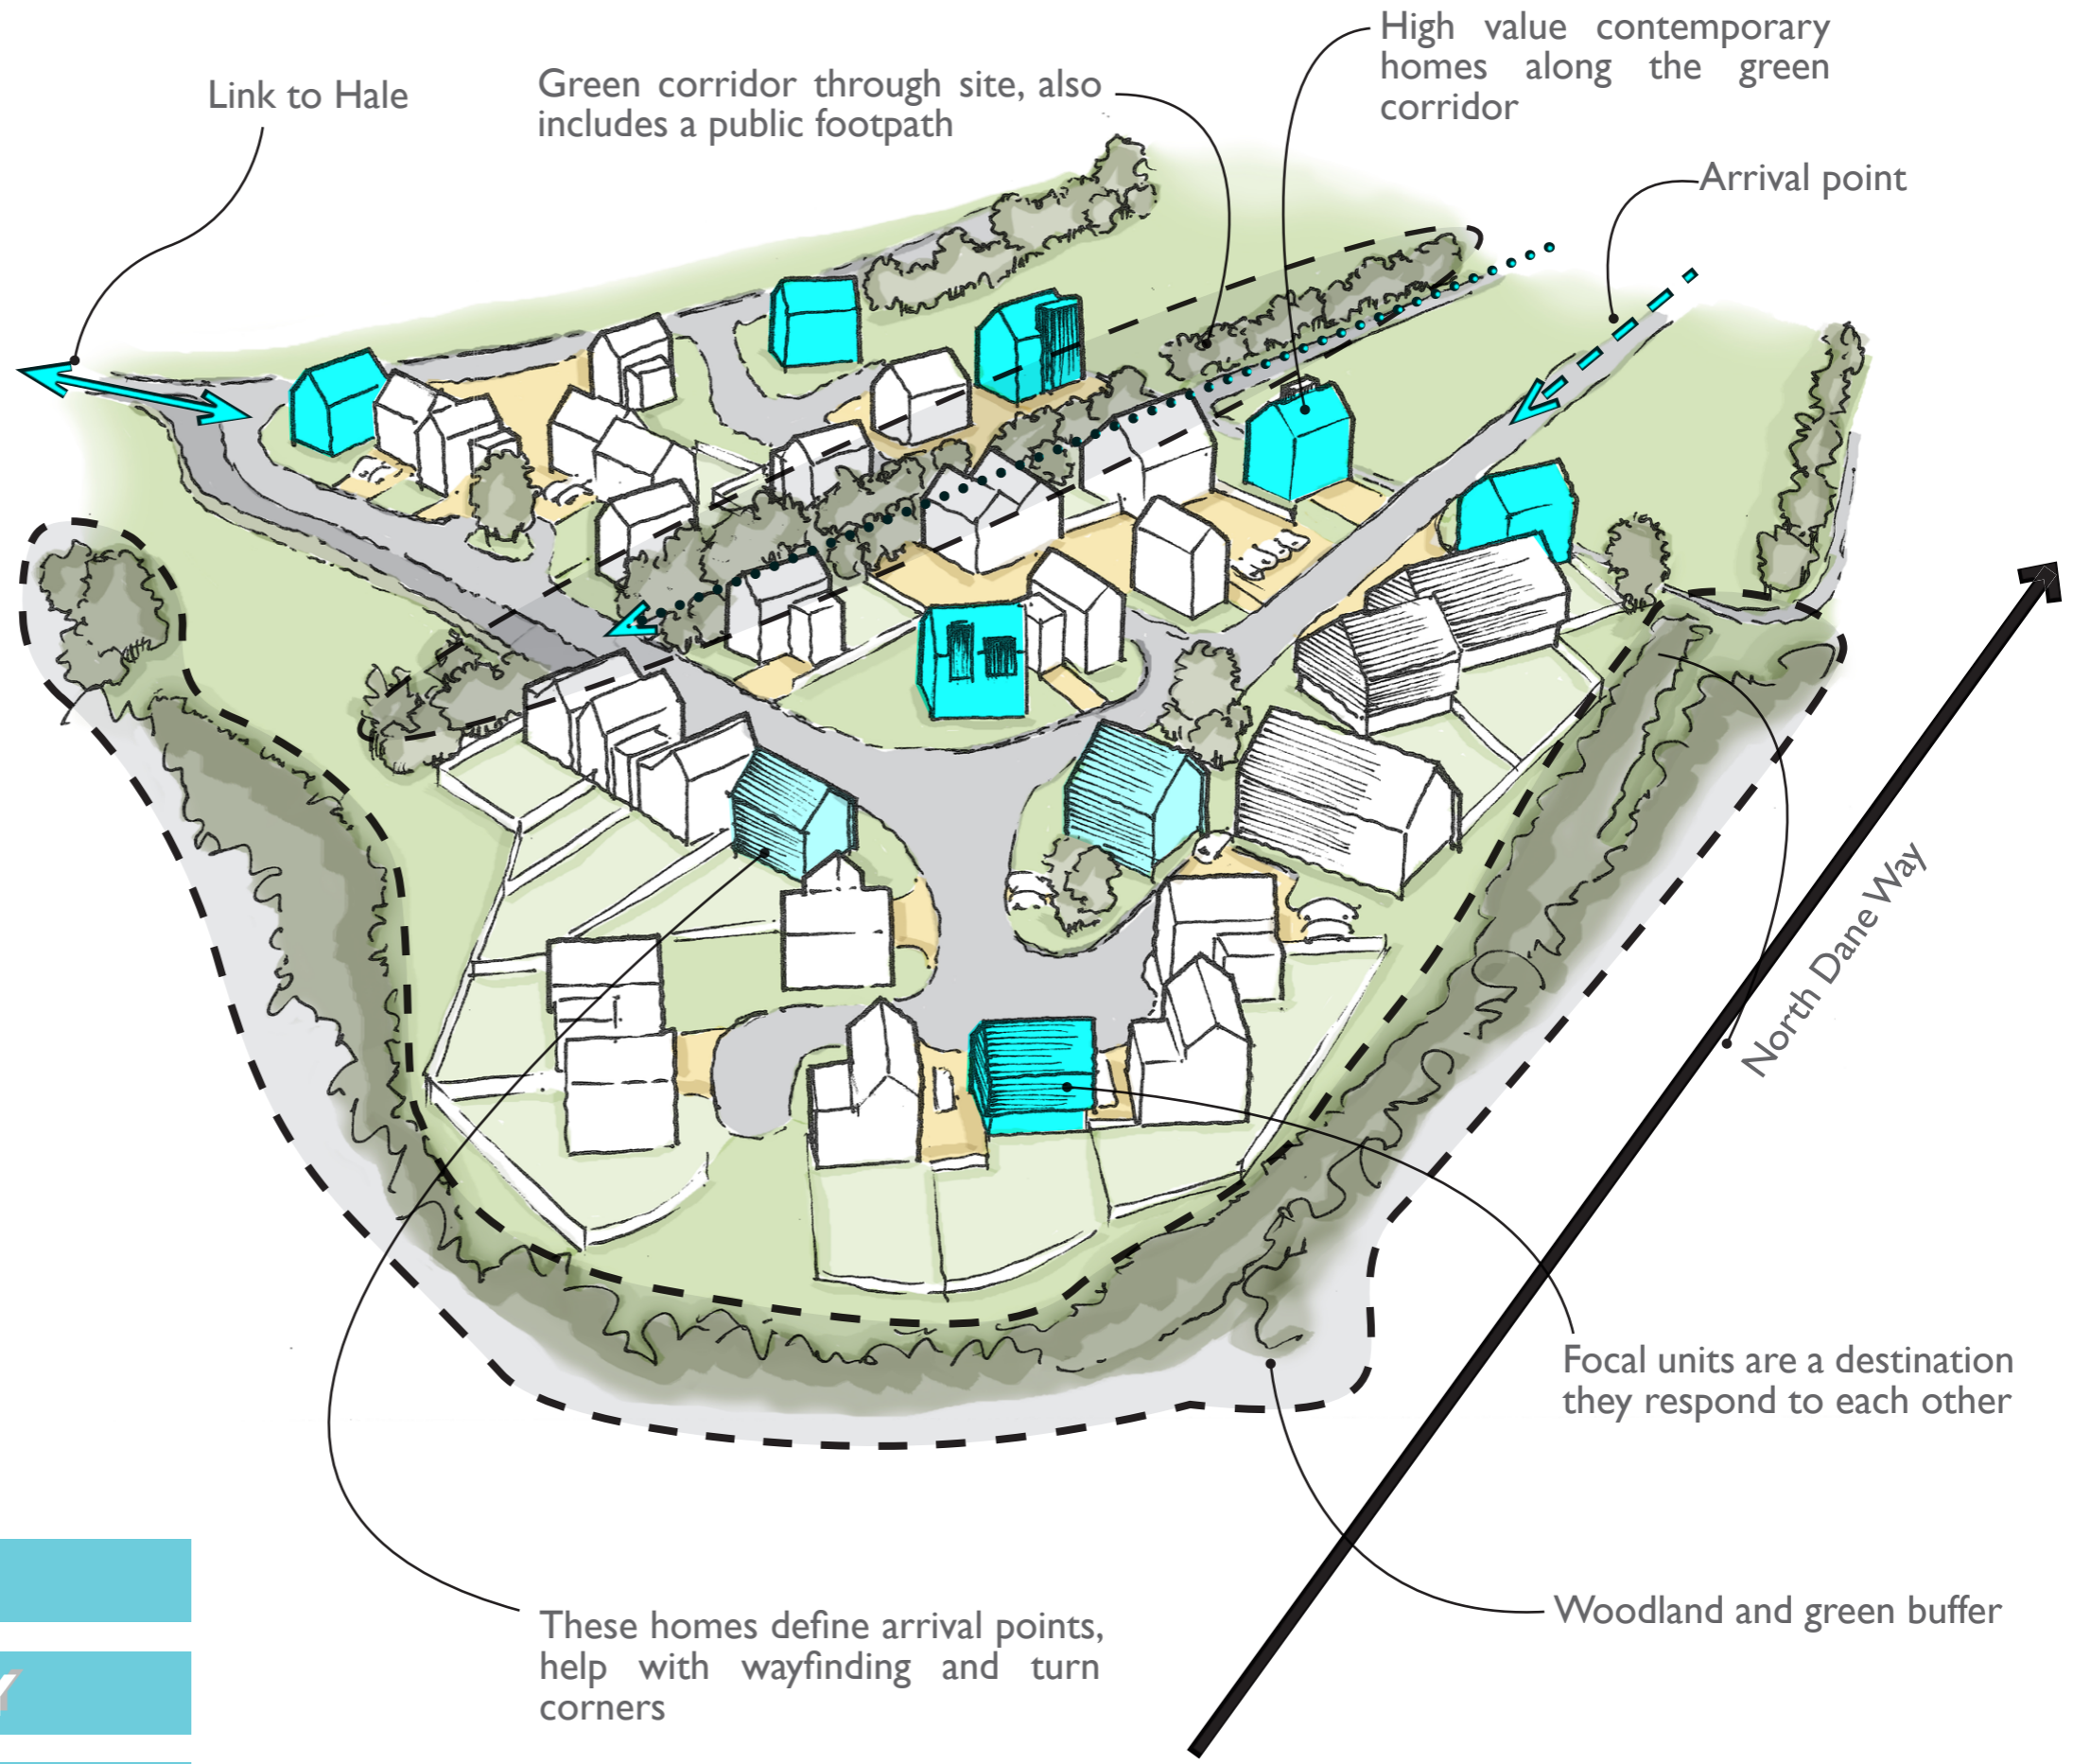 High value contemporary
homes along the green
corridor
Link to Hale
Green corridor through site, also
includes a public footpath
Arrival point
North Dane Way
Focal units are a destination
they respond to each other
Woodland and green buffer
These homes define arrival points,
help with wayfinding and turn
corners
Y